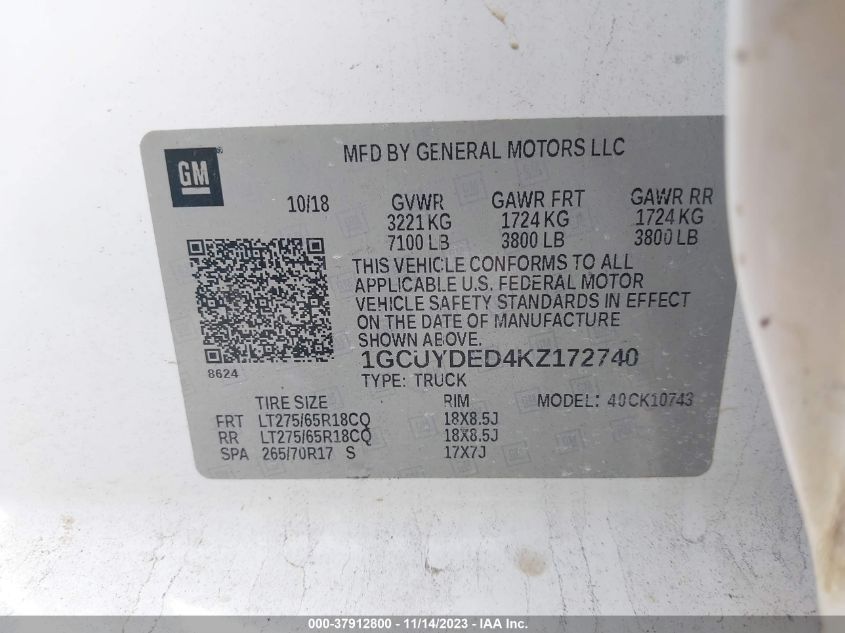 GM
MFD BY GENERAL MOTORS LLC
10/18 GVWR GAWR FRT GAWR RR
3221 KG 1724 KG 1724 KG
7100 LB 3800 LB 3800 LB
THIS VEHICLE CONFORMS TO ALL
APPLICABLE U.S. FEDERAL MOTOR
VEHICLE SAFETY STANDARDS IN EFFECT
ON THE DATE OF MANUFACTURE
SHOWN ABOVE.
1GCUYDED4KZ172740
8624
TYPE: TRUCK
TIRE SIZE RIM MODEL: 40CK10743
FRT LT275/65R18CQ 18X8.5J
RR LT275/65R18CQ 18X8.5J
SPA 265/70R17 S 17X7J
000-37912800 - 11/14/2023 - IAA Inc.